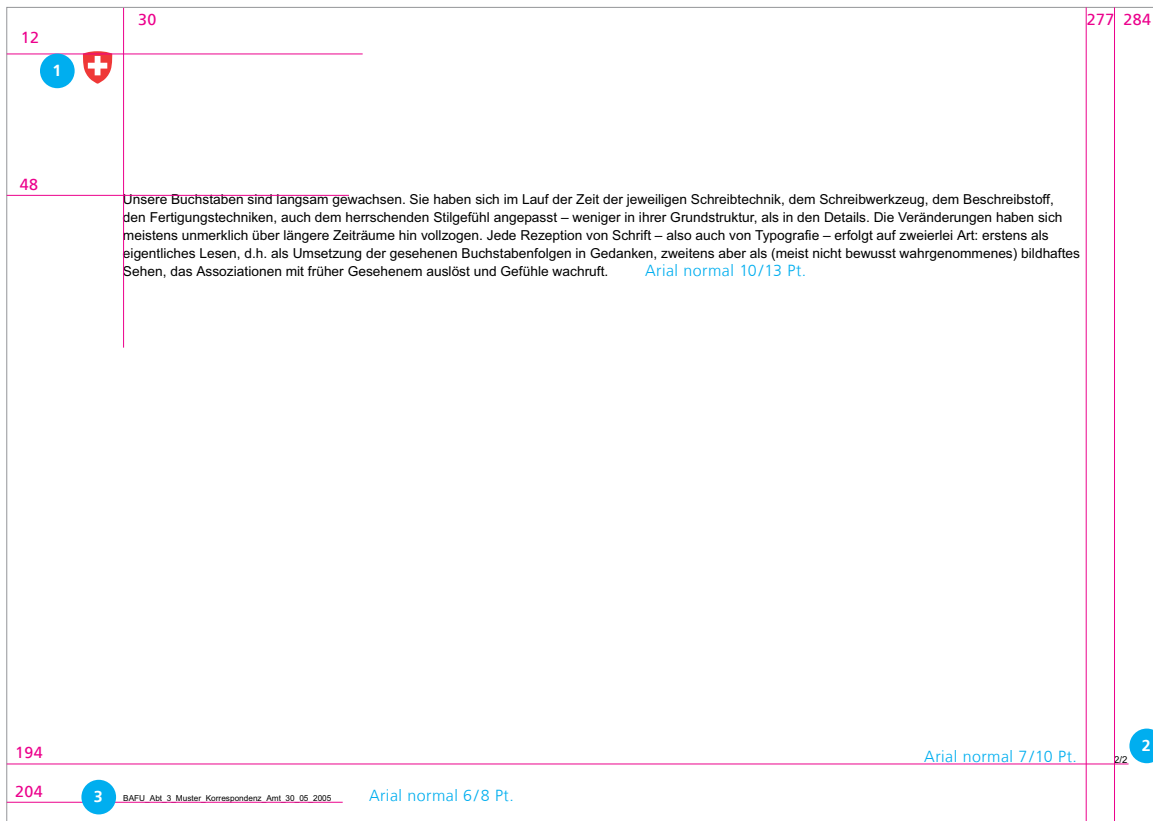 30
277 284
12
1
48
Unsere Buchstaben sind langsam gewachsen. Sie haben sich im Lauf der Zeit der jeweiligen Schreibtechnik, dem Schreibwerkzeug, dem Beschreibstoff,
den Fertigungstechniken, auch dem herrschenden Stilgefühl angepasst – weniger in ihrer Grundstruktur, als in den Details. Die Veränderungen haben sich
meistens unmerklich über längere Zeiträume hin vollzogen. Jede Rezeption von Schrift – also auch von Typografie – erfolgt auf zweierlei Art: erstens als
eigentliches Lesen, d.h. als Umsetzung der gesehenen Buchstabenfolgen in Gedanken, zweitens aber als (meist nicht bewusst wahrgenommenes) bildhaftes
Sehen, das Assoziationen mit früher Gesehenem auslöst und Gefühle wachruft. Arial normal 10/13 Pt.
2
194
Arial normal 7/10 Pt. 2/2
204
3 BAFU_Abt_3_Muster_Korrespondenz_Amt_30_05_2005 Arial normal 6/8 Pt.